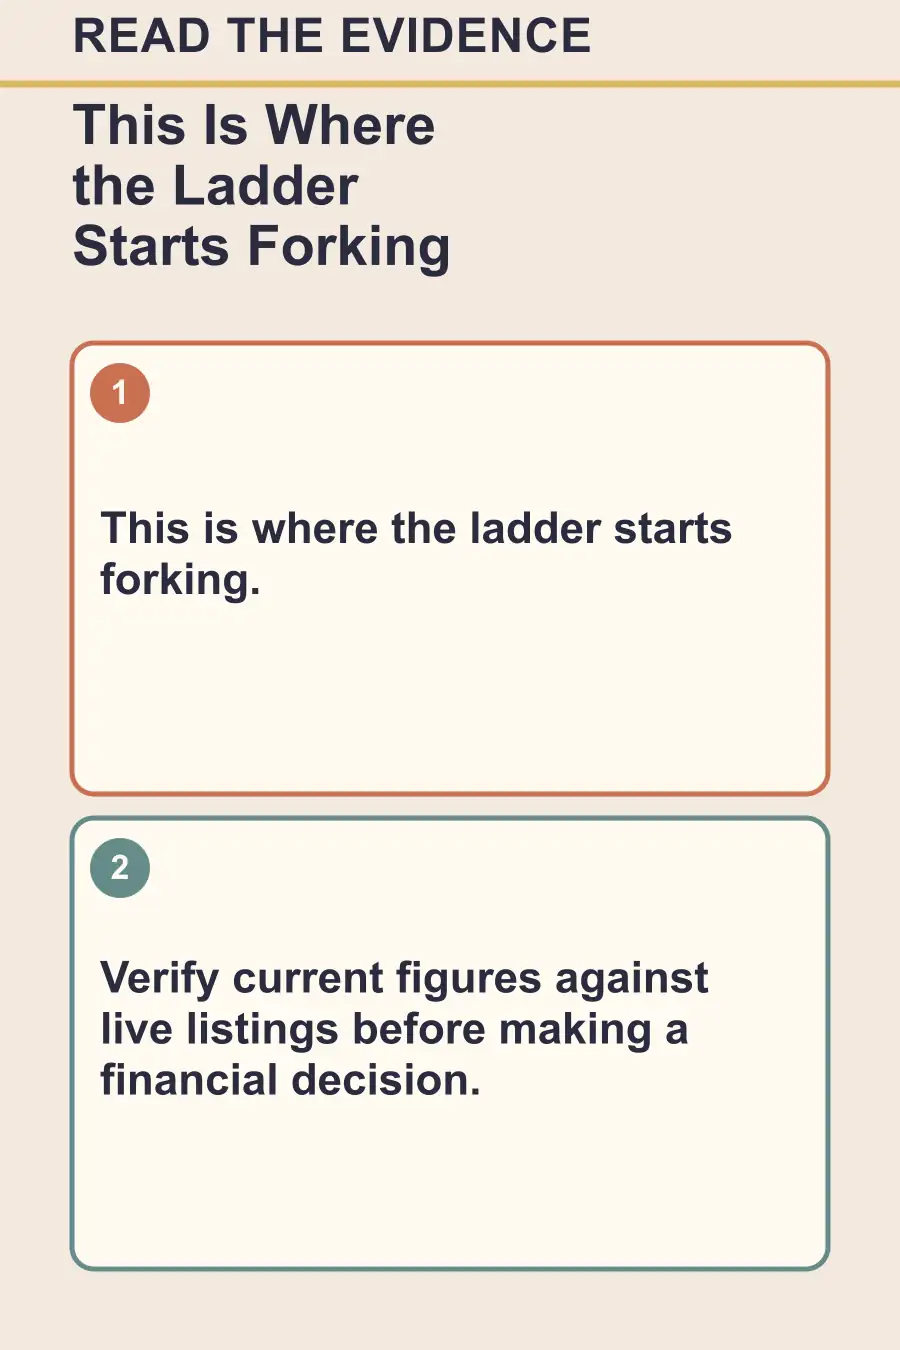 READ THE EVIDENCE
This Is Where
the Ladder
Starts Forking
1
This is where the ladder starts
forking.
2
Verify current figures against
live listings before making a
financial decision.